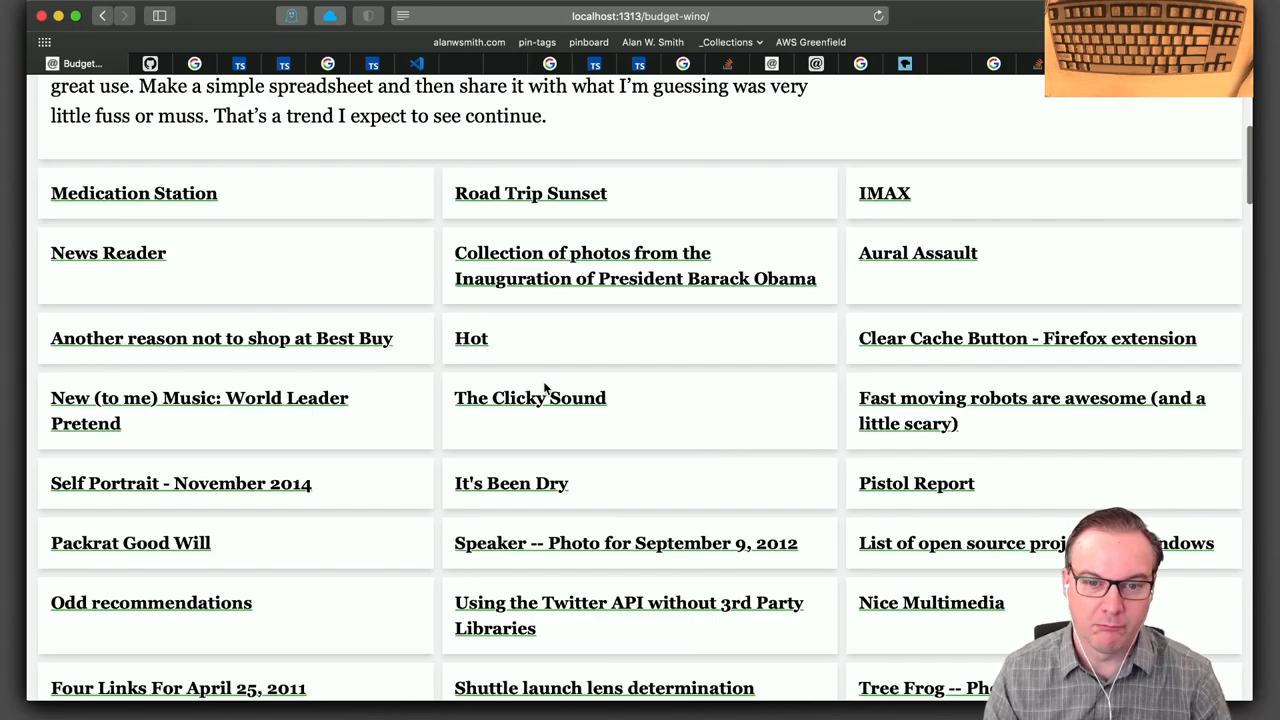 localhost:1313/budget-wino/
alanwsmith.com pin-tags pinboard Alan W. Smith _Collections AWS Greenfield
Budget...
great use. Make a simple spreadsheet and then share it with what I'm guessing was very
little fuss or muss. That's a trend I expect to see continue.
Medication Station
Road Trip Sunset
IMAX
News Reader
Collection of photos from the
Inauguration of President Barack Obama
Aural Assault
Another reason not to shop at Best Buy
Hot
Clear Cache Button - Firefox extension
New (to me) Music: World Leader
Pretend
The Clicky Sound
Fast moving robots are awesome (and a
little scary)
Self Portrait - November 2014
It's Been Dry
Pistol Report
Packrat Good Will
Speaker -- Photo for September 9, 2012
List of open source
Odd recommendations
Using the Twitter API without 3rd Party
Libraries
Nice Multimedia
Four Links For April 25, 2011
Shuttle launch lens determination
Tree Frog --